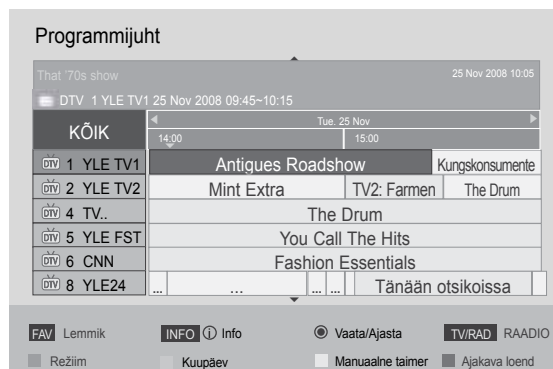 Programmijuht
That '70s show 25 Nov 2008 10:05
DTV 1 YLE TV1 25 Nov 2008 09:45~10:15
KÕIK Tue. 25 Nov
14:00 15:00
DTV 1 YLE TV1 Antigues Roadshow Kungskonsumente
DTV 2 YLE TV2 Mint Extra TV2: Farmen The Drum
DTV 4 TV.. The Drum
DTV 5 YLE FST You Call The Hits
DTV 6 CNN Fashion Essentials
DTV 8 YLE24 ... ... ... ... Tänään otsikoissa
FAV Lemmik INFO i Info Vaata/Ajasta TV/RAD RAADIO
Režiim Kuupäev Manuaalne taimer Ajakava loend